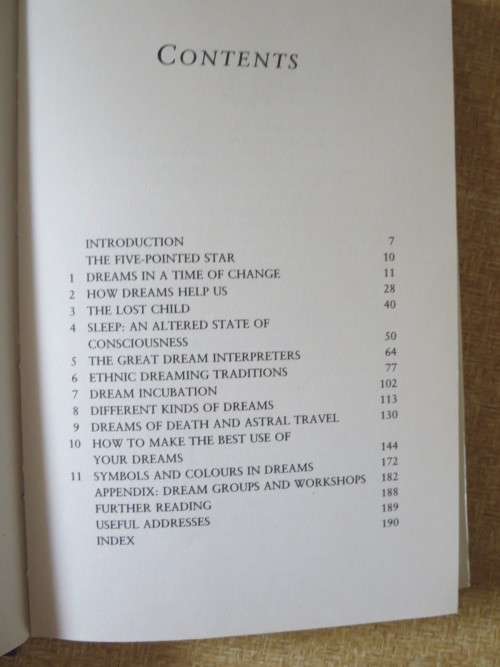 CONTENTS
INTRODUCTION 7
THE FIVE-POINTED STAR 10
1 DREAMS IN A TIME OF CHANGE 11
2 HOW DREAMS HELP US 28
3 THE LOST CHILD 40
4 SLEEP: AN ALTERED STATE OF
CONSCIOUSNESS 50
5 THE GREAT DREAM INTERPRETERS 64
6 ETHNIC DREAMING TRADITIONS 77
7 DREAM INCUBATION 102
8 DIFFERENT KINDS OF DREAMS 113
9 DREAMS OF DEATH AND ASTRAL TRAVEL 130
10 HOW TO MAKE THE BEST USE OF
YOUR DREAMS 144
11 SYMBOLS AND COLOURS IN DREAMS 172
APPENDIX: DREAM GROUPS AND WORKSHOPS 182
FURTHER READING 188
USEFUL ADDRESSES 189
INDEX 190